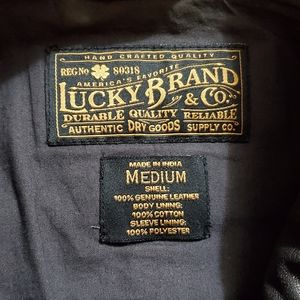 HAND CRAFTED QUALITY
REG NO 80318
AMERICA'S FAVORITE
LUCKY BRAND
& CO.
DURABLE QUALITY RELIABLE
AUTHENTIC DRY GOODS SUPPLY CO.
MADE IN INDIA
MEDIUM
SHELL:
100% GENUINE LEATHER
BODY LINING:
100% COTTON
SLEEVE LINING:
100% POLYESTER